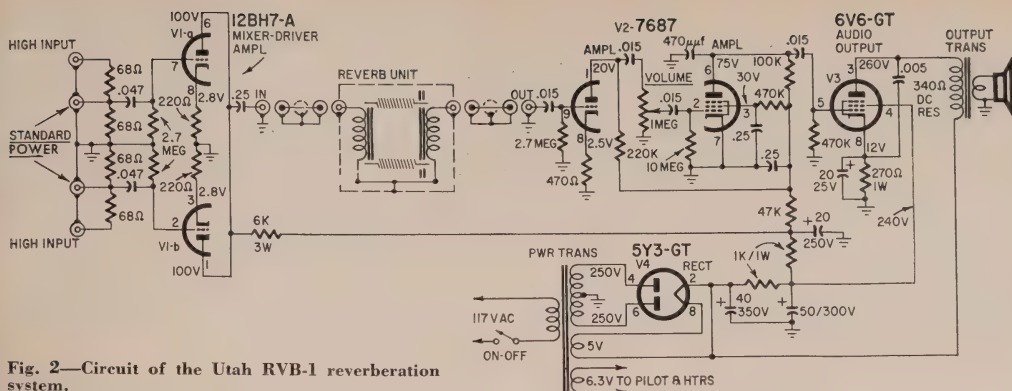 100V
6
12BH7-A
MIXER-DRIVER
AMPL
V1-a
HIGH INPUT
68Ω
7
8
.047
220Ω
2.8V
.25 IN
68Ω
STANDARD
POWER
2.7
MEG
68Ω
.047
220Ω
2.8V
3
68Ω
2
HIGH INPUT
V1-b
100V
1
6K
3W
REVERB UNIT
OUT .015
V2-7687
AMPL
1
20V
.015
9
8
2.5V
2.7MEG
470Ω
220K
VOLUME
1MEG
.015
10 MEG
470μμf
AMPL
75V
6
30V
2
3
7
100K
470K
.25
.25
.015
47K
+20
250V
1K/1W
6V6-GT
AUDIO
OUTPUT
V3
3
260V
5
4
8
12V
470K
20
25V
+
270Ω
1W
240V
.005
OUTPUT
TRANS
340Ω
DC
RES
PWR TRANS
5Y3-GT
V4
RECT
250V
4
2
250V
6
8
117VAC
ON-OFF
5V
6.3V TO PILOT & HTRS
+
40
350V
+
50/300V
Fig. 2—Circuit of the Utah RVB-1 reverberation
system.